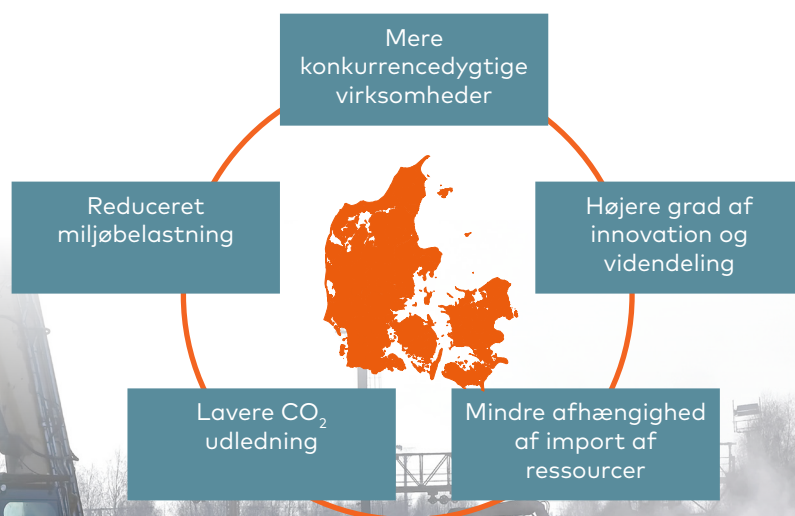 Mere
konkurrencedygtige
virksomheder
Reduceret
miljøbelastning
Højere grad af
innovation og
videndeling
Lavere CO₂
udledning
Mindre afhængighed
af import af
ressourcer